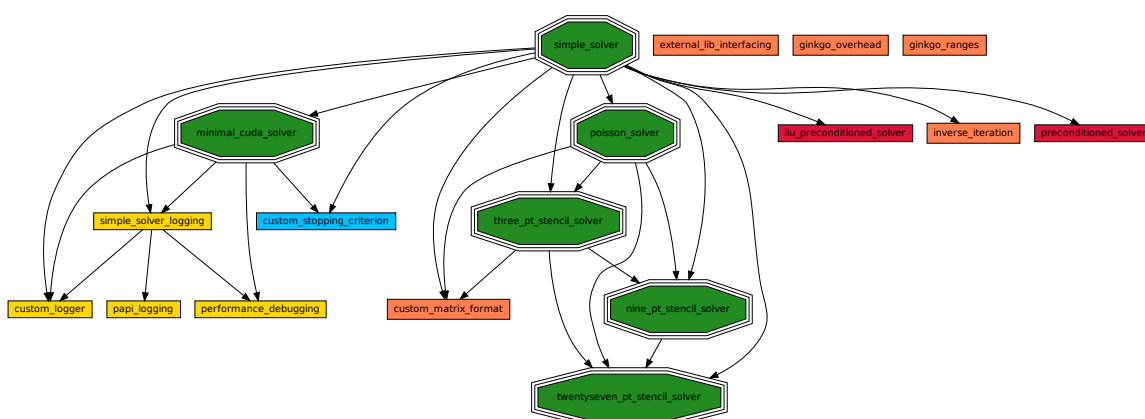 simple_solver
external_lib_interfacing
ginkgo_overhead
ginkgo_ranges
minimal_cuda_solver
poisson_solver
ilu_preconditioned_solver
inverse_iteration
preconditioned_solver
simple_solver_logging
custom_stopping_criterion
three_pt_stencil_solver
custom_logger
papi_logging
performance_debugging
custom_matrix_format
nine_pt_stencil_solver
twentyseven_pt_stencil_solver